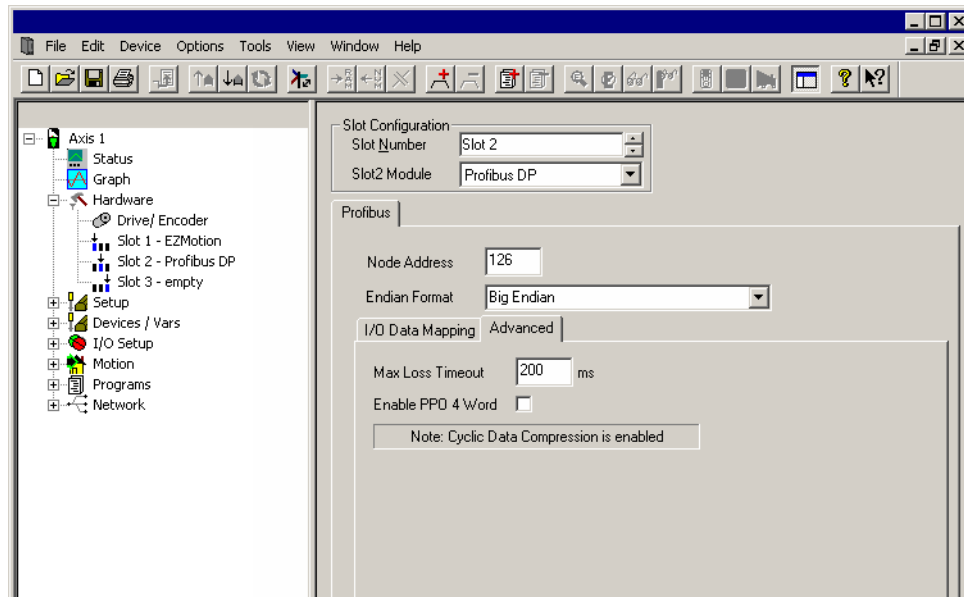 File Edit Device Options Tools View Window Help
Axis 1
Status
Graph
Hardware
Drive/ Encoder
Slot 1 - EZMotion
Slot 2 - Profibus DP
Slot 3 - empty
Setup
Devices / Vars
I/O Setup
Motion
Programs
Network
Slot Configuration
Slot Number Slot 2
Slot2 Module Profibus DP
Profibus
Node Address 126
Endian Format Big Endian
I/O Data Mapping Advanced
Max Loss Timeout 200 ms
Enable PPO 4 Word
Note: Cyclic Data Compression is enabled